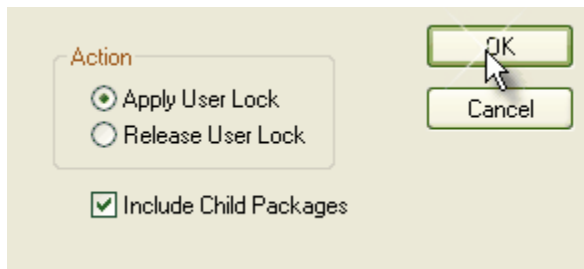 Action
Apply User Lock
Release User Lock
Include Child Packages
OK
Cancel